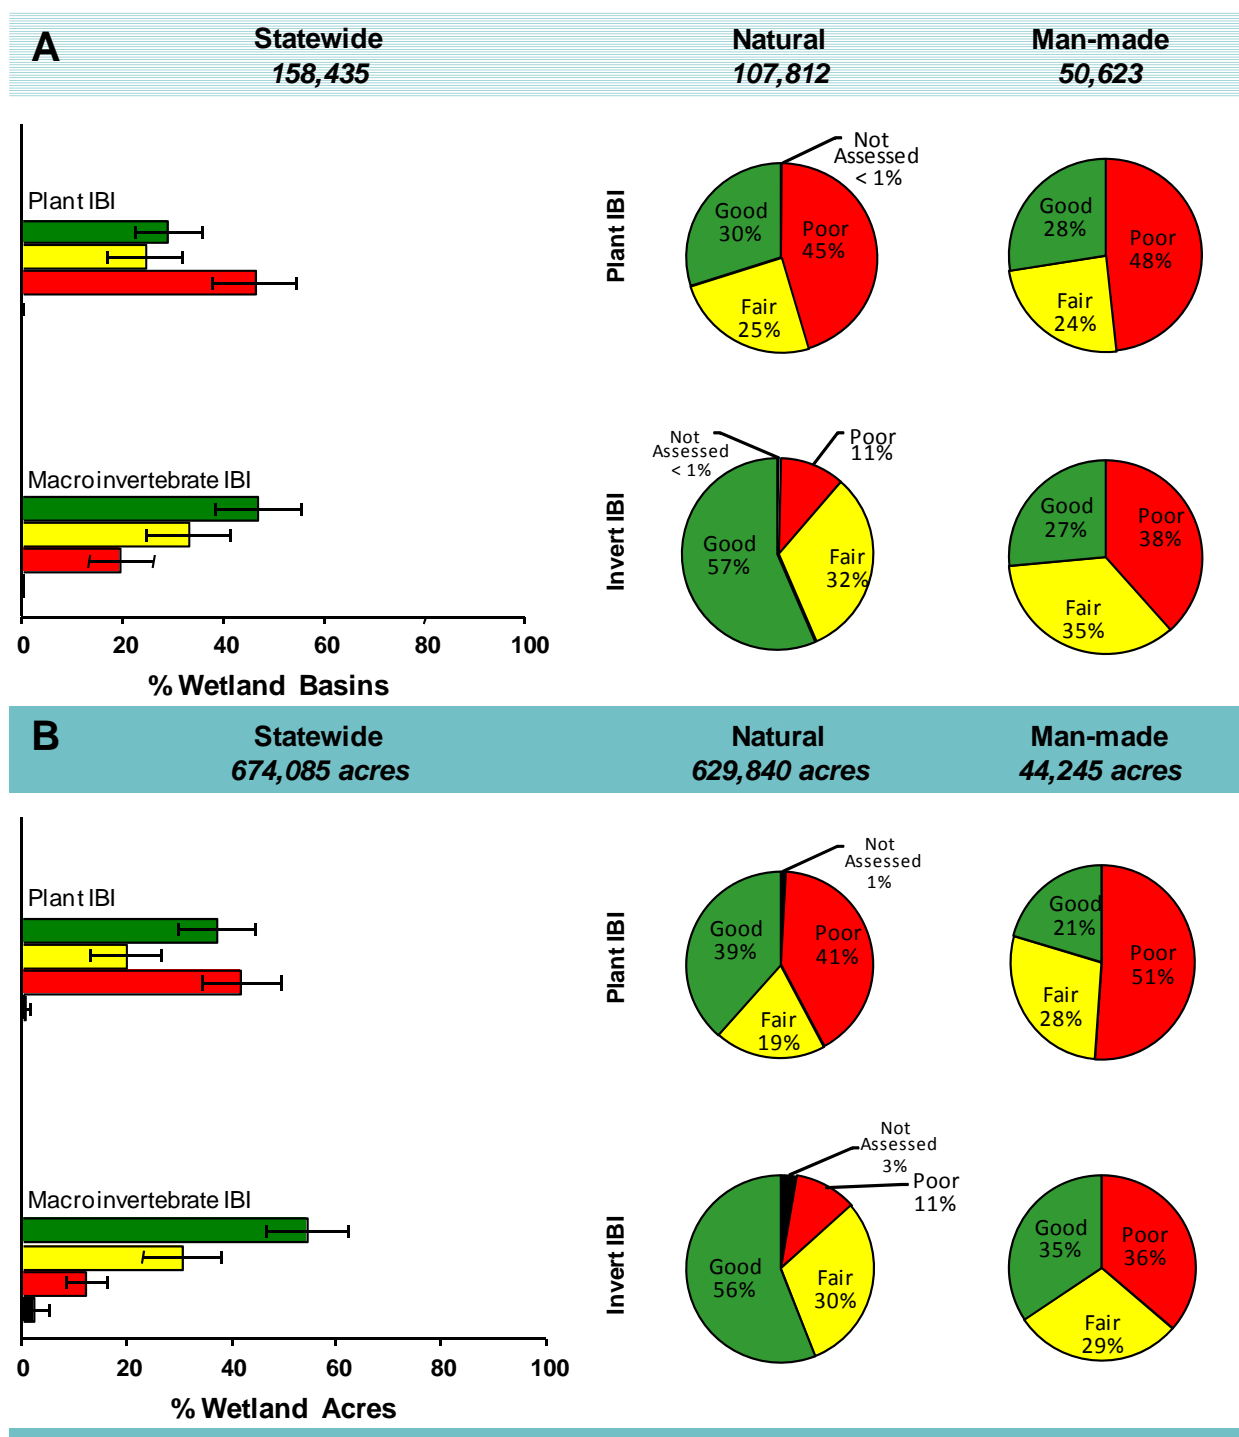 A
Statewide
158,435
Natural
107,812
Man-made
50,623
Plant IBI
Macroinvertebrate IBI
0 20 40 60 80 100
% Wetland Basins
Plant IBI
Not
Assessed
< 1%
Good
30%
Poor
45%
Fair
25%
Good
28%
Poor
48%
Fair
24%
Invert IBI
Not
Assessed
< 1%
Poor
11%
Good
57%
Fair
32%
Good
27%
Poor
38%
Fair
35%
B
Statewide
674,085 acres
Natural
629,840 acres
Man-made
44,245 acres
Plant IBI
Macroinvertebrate IBI
0 20 40 60 80 100
% Wetland Acres
Plant IBI
Not
Assessed
1%
Good
39%
Poor
41%
Fair
19%
Good
21%
Poor
51%
Fair
28%
Invert IBI
Not
Assessed
3%
Poor
11%
Good
56%
Fair
30%
Good
35%
Poor
36%
Fair
29%